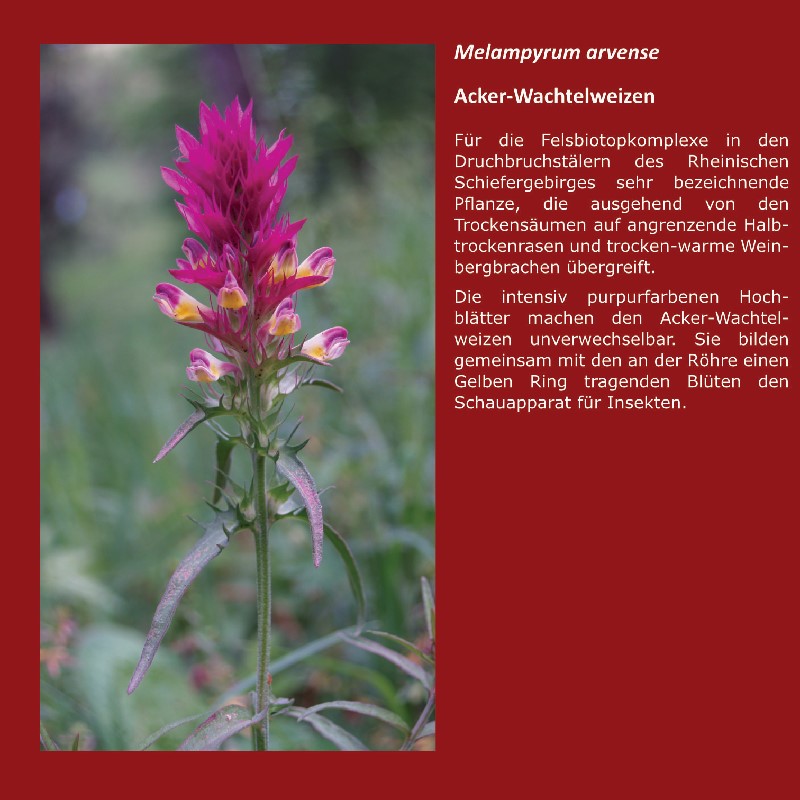 Melampyrum arvense
Acker-Wachtelweizen
Für die Felsbiotopkomplexe in den
Druchbruchstälern des Rheinischen
Schiefergebirges sehr bezeichnende
Pflanze, die ausgehend von den
Trockensäumen auf angrenzende Halb-
trockenrasen und trocken-warme Wein-
bergbrachen übergreift.
Die intensiv purpurfarbenen Hoch-
blätter machen den Acker-Wachtel-
weizen unverwechselbar. Sie bilden
gemeinsam mit den an der Röhre einen
Gelben Ring tragenden Blüten den
Schauapparat für Insekten.